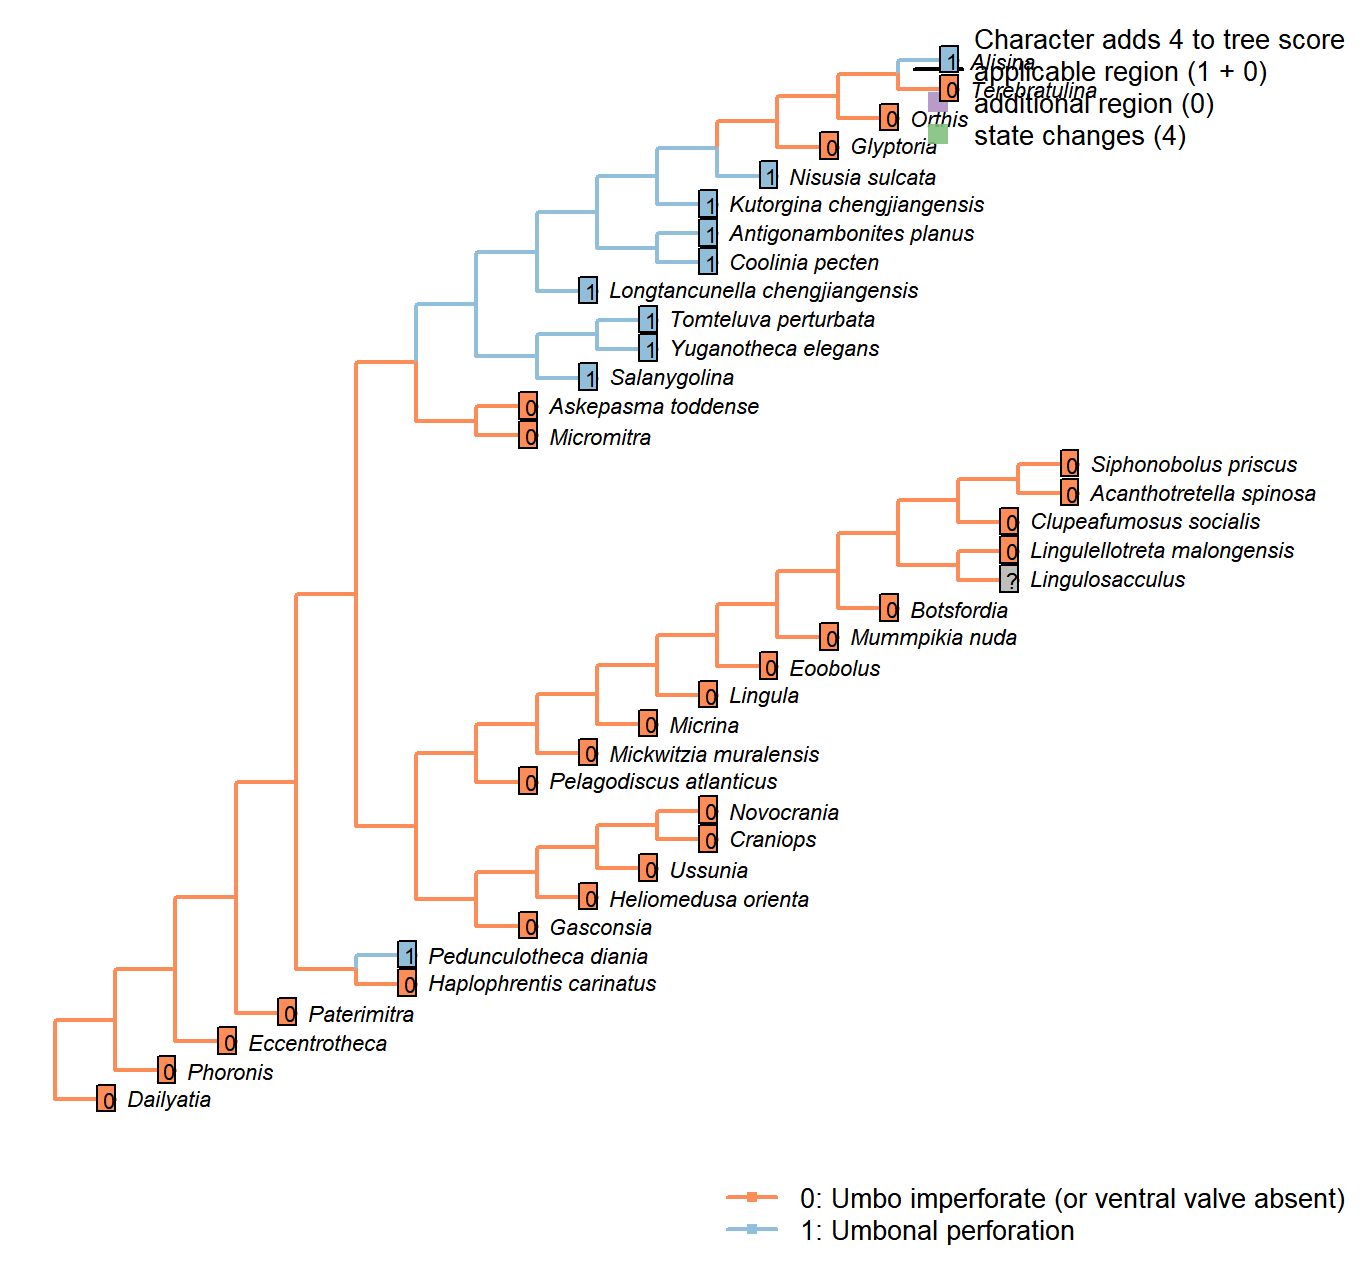 Character adds 4 to tree score
1 Alisina
applicable region (1 + 0)
0 Terebratulina
additional region (0)
0 Orthis
state changes (4)
0 Glyptoria
1 Nisusia sulcata
1 Kutorgina chengjiangensis
1 Antigonambonites planus
1 Coolinia pecten
1 Longtancunella chengjiangensis
1 Tomteluva perturbata
1 Yuganotheca elegans
1 Salanygolina
0 Askepasma toddense
0 Micromitra
0 Siphonobolus priscus
0 Acanthotretella spinosa
0 Clupeafumosus socialis
0 Lingulellotreta malongensis
? Lingulosacculus
0 Botsfordia
0 Mummpikia nuda
0 Eoobolus
0 Lingula
0 Micrina
0 Mickwitzia muralensis
0 Pelagodiscus atlanticus
0 Novocrania
0 Craniops
0 Ussunia
0 Heliomedusa orienta
0 Gasconsia
1 Pedunculotheca diania
0 Haplophrentis carinatus
0 Paterimitra
0 Eccentrotheca
0 Phoronis
0 Dailyatia
0: Umbo imperforate (or ventral valve absent)
1: Umbonal perforation